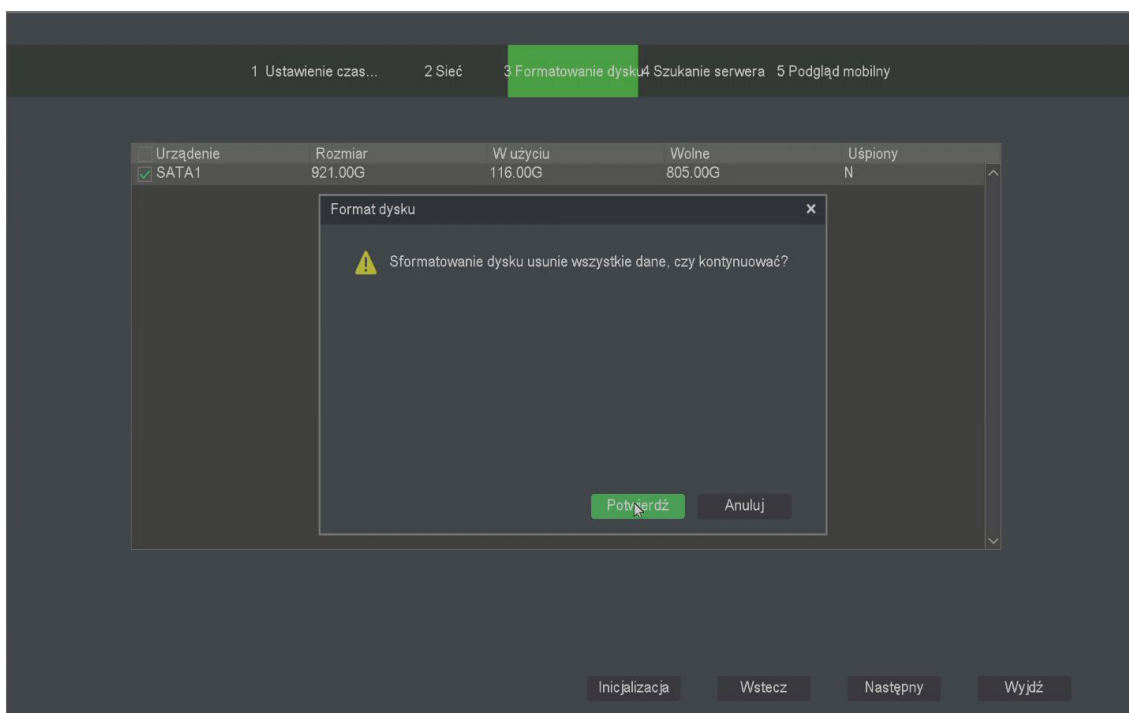 1 Ustawienie czas... 2 Sieć 3 Formatowanie dysku 4 Szukanie serwera 5 Podgląd mobilny
Urządenie Rozmiar W użyciu Wolne Uśpiony
SATA1 921.00G 116.00G 805.00G N
Format dysku
Sformatowanie dysku usunie wszystkie dane, czy kontynuować?
Potwierdź Anuluj
Inicjalizacja Wstecz Następny Wyjdź